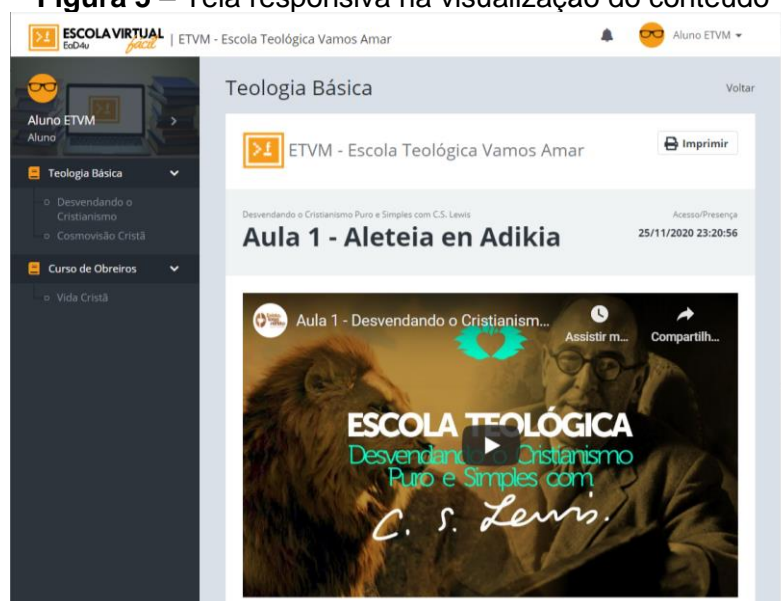 Figura 5 – Tela responsiva na visualização do conteúdo
ESCOLAVIRTUAL
EaD4u fácil
| ETVM - Escola Teológica Vamos Amar
Aluno ETVM
Aluno ETVM
Aluno
Teologia Básica
Desvendando o
Cristianismo
Cosmovisão Cristã
Curso de Obreiros
Vida Cristã
Teologia Básica
Voltar
ETVM - Escola Teológica Vamos Amar
Imprimir
Desvendando o Cristianismo Puro e Simples com C.S. Lewis
Aula 1 - Aleteia en Adikia
Acesso/Presença
25/11/2020 23:20:56
Aula 1 - Desvendando o Cristianism...
Assistir m...
Compartilh...
ESCOLA TEOLÓGICA
Desvendando o Cristianismo
Puro e Simples com
C. S. Lewis.